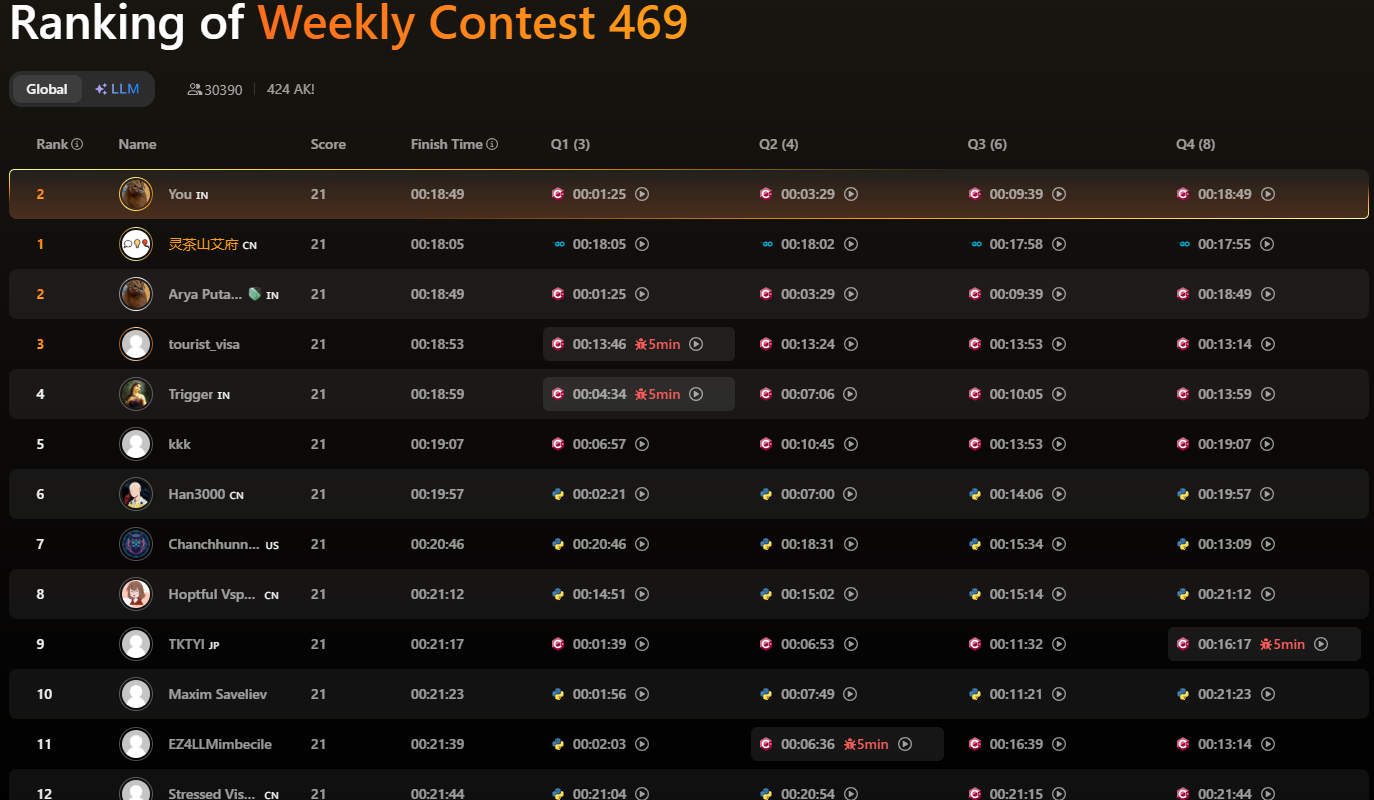 Ranking of Weekly Contest 469
Global LLM 30390 424 AK!
Rank Name Score Finish Time Q1 (3) Q2 (4) Q3 (6) Q4 (8)
2 You IN 21 00:18:49 00:01:25 00:03:29 00:09:39 00:18:49
1 灵茶山艾府 CN 21 00:18:05 00:18:05 00:18:02 00:17:58 00:17:55
2 Arya Puta... IN 21 00:18:49 00:01:25 00:03:29 00:09:39 00:18:49
3 tourist_visa 21 00:18:53 00:13:46 5min 00:13:24 00:13:53 00:13:14
4 Trigger IN 21 00:18:59 00:04:34 5min 00:07:06 00:10:05 00:13:59
5 kkk 21 00:19:07 00:06:57 00:10:45 00:13:53 00:19:07
6 Han3000 CN 21 00:19:57 00:02:21 00:07:00 00:14:06 00:19:57
7 Chanchhunn... US 21 00:20:46 00:20:46 00:18:31 00:15:34 00:13:09
8 Hoptful Vsp... CN 21 00:21:12 00:14:51 00:15:02 00:15:14 00:21:12
9 TKTYI JP 21 00:21:17 00:01:39 00:06:53 00:11:32 00:16:17 5min
10 Maxim Saveliev 21 00:21:23 00:01:56 00:07:49 00:11:21 00:21:23
11 EZ4LLMimbecile 21 00:21:39 00:02:03 00:06:36 5min 00:16:39 00:13:14
12 Stressed Vis... CN 21 00:21:44 00:21:04 00:20:54 00:21:15 00:21:44